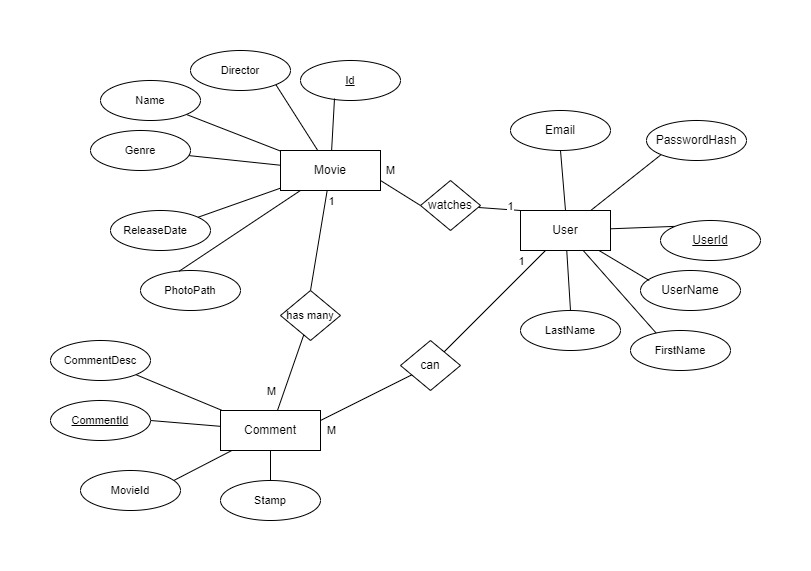 Director
Id
Name
Email
PasswordHash
Genre
Movie
M
watches
1
1
User
ReleaseDate
UserId
1
PhotoPath
UserName
has many
LastName
FirstName
CommentDesc
can
M
CommentId
Comment
M
MovieId
Stamp